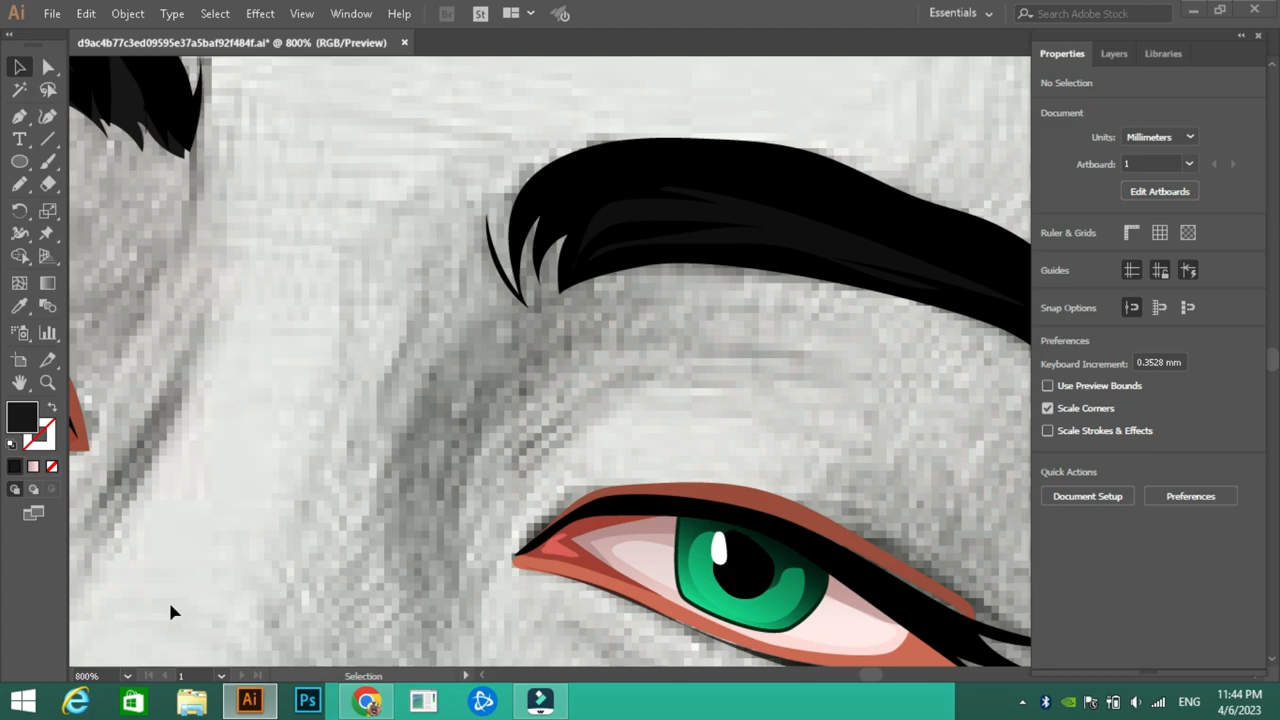 Ai File Edit Object Type Select Effect View Window Help Br St Essentials Search Adobe Stock
d9ac4b77c3ed09595e37a5baf92f484f.ai* @ 800% (RGB/Preview)
Properties Layers Libraries
No Selection
Document
Units: Millimeters
Artboard: 1
Edit Artboards
Ruler & Grids
Guides
Snap Options
Preferences
Keyboard Increment: 0.3528 mm
Use Preview Bounds
Scale Corners
Scale Strokes & Effects
Quick Actions
Document Setup Preferences
800% 1 Selection
Ai Ps ENG 11:44 PM
4/6/2023